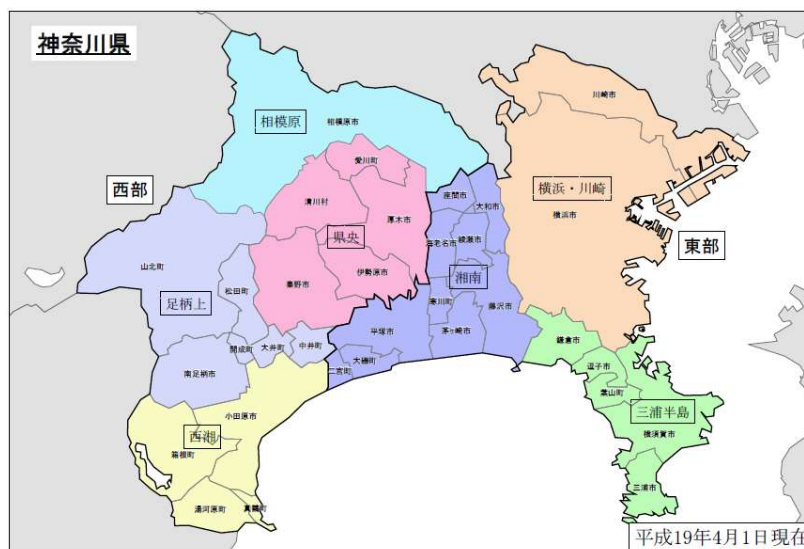 神奈川県
川崎市
相模原
相模原市
愛川町
西部
横浜・川崎
清川村
厚木市
座間市
大和市
横浜市
県央
海老名市
綾瀬市
東部
山北町
伊勢原市
湘南
秦野市
松田町
足柄上
寒川町
藤沢市
平塚市
茅ヶ崎市
鎌倉市
開成町
大井町
中井町
大磯町
逗子市
二宮町
南足柄市
葉山町
小田原市
三浦半島
西湘
横須賀市
箱根町
三浦市
湯河原町
真鶴町
平成19年4月1日現在